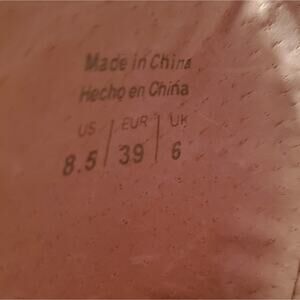 Made in China
Hecho en China
US | EUR | UK
8.5 | 39 | 6